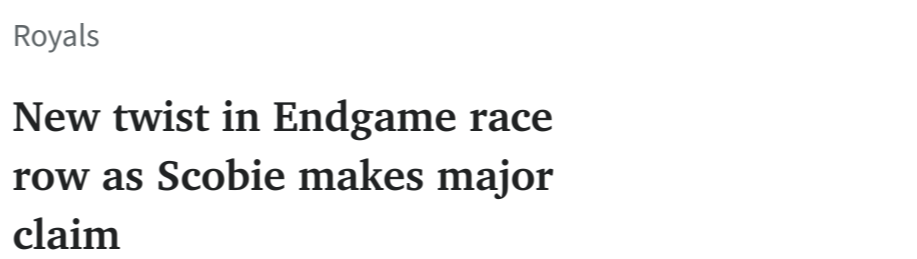 Royals
New twist in Endgame race
row as Scobie makes major
claim